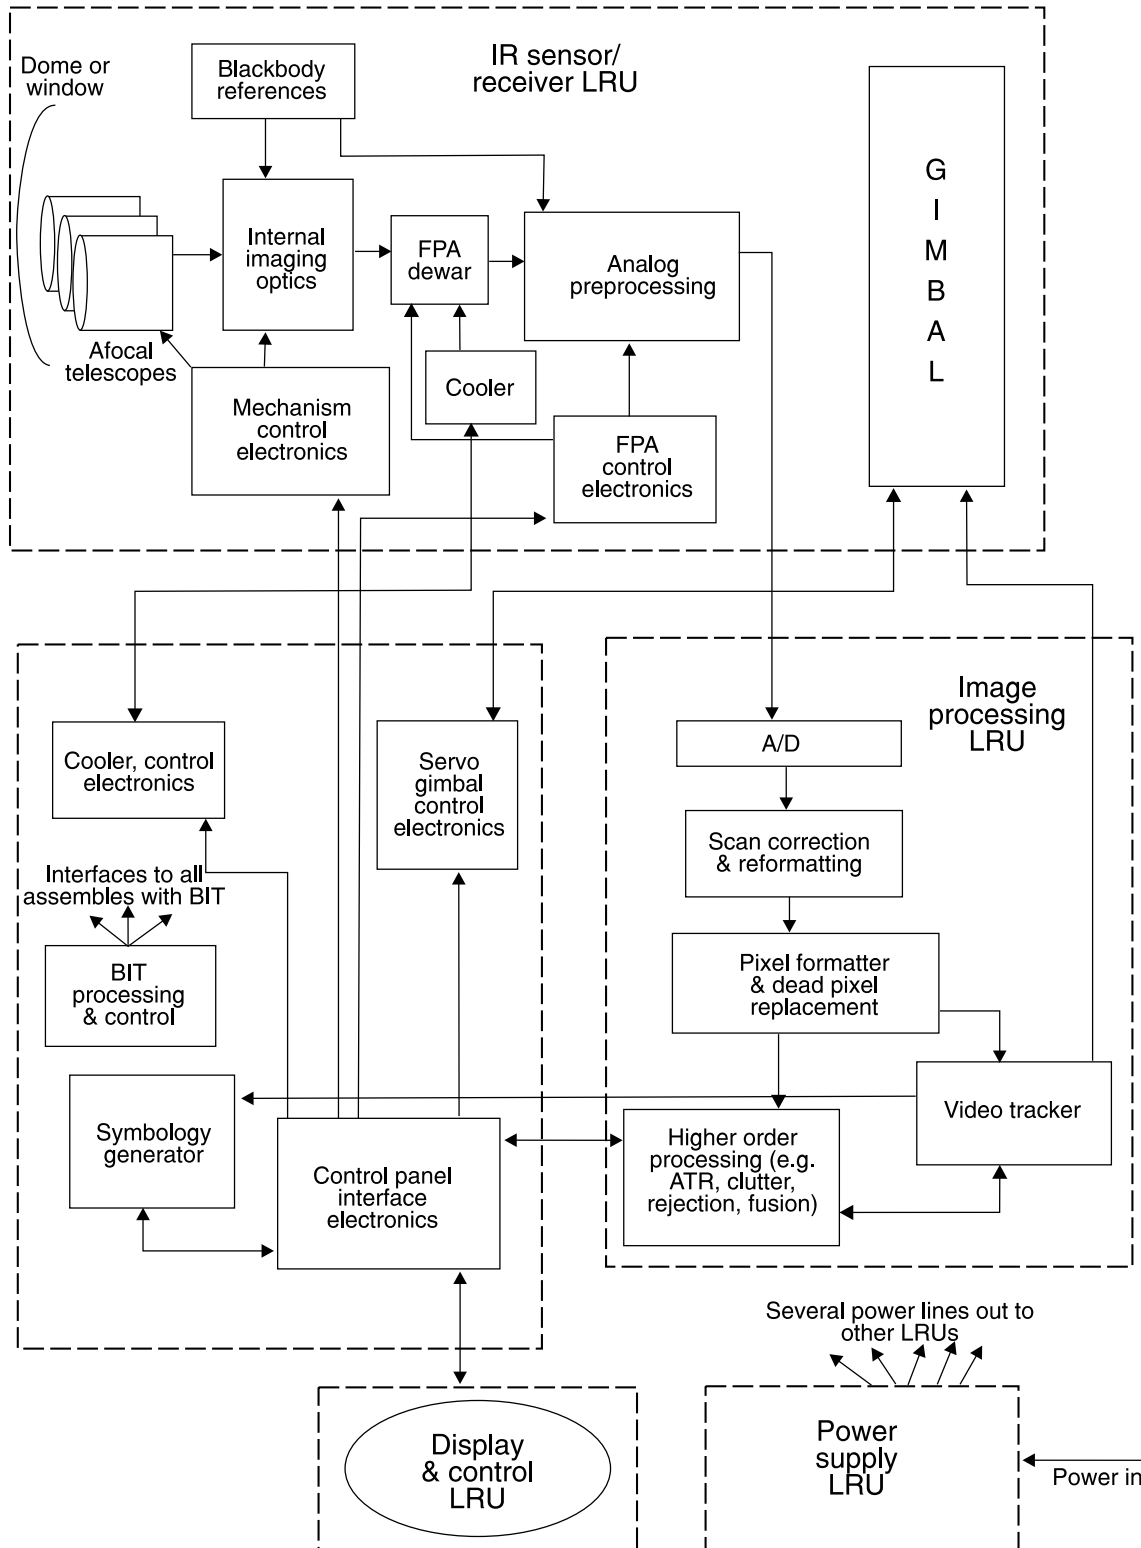 IR sensor/
receiver LRU
Dome or
window
Blackbody
references
Internal
imaging
optics
FPA
dewar
Analog
preprocessing
G
I
M
B
A
L
Afocal
telescopes
Cooler
Mechanism
control
electronics
FPA
control
electronics
Image
processing
LRU
A/D
Cooler, control
electronics
Servo
gimbal
control
electronics
Scan correction
& reformatting
Interfaces to all
assembles with BIT
BIT
processing
& control
Pixel formatter
& dead pixel
replacement
Symbology
generator
Video tracker
Control panel
interface
electronics
Higher order
processing (e.g.
ATR, clutter,
rejection, fusion)
Several power lines out to
other LRUs
Display
& control
LRU
Power
supply
LRU
Power in